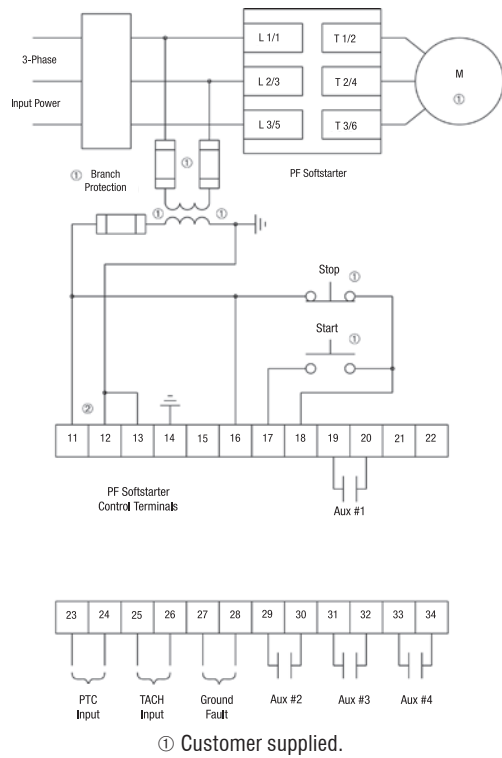 3-Phase
Input Power
L 1/1 T 1/2
L 2/3 T 2/4
L 3/5 T 3/6
M
①
① Branch
Protection
①
PF Softstarter
① ①
Stop ①
Start ①
②
11 12 13 14 15 16 17 18 19 20 21 22
PF Softstarter
Control Terminals
Aux #1
23 24 25 26 27 28 29 30 31 32 33 34
PTC
Input
TACH
Input
Ground
Fault
Aux #2 Aux #3 Aux #4
① Customer supplied.